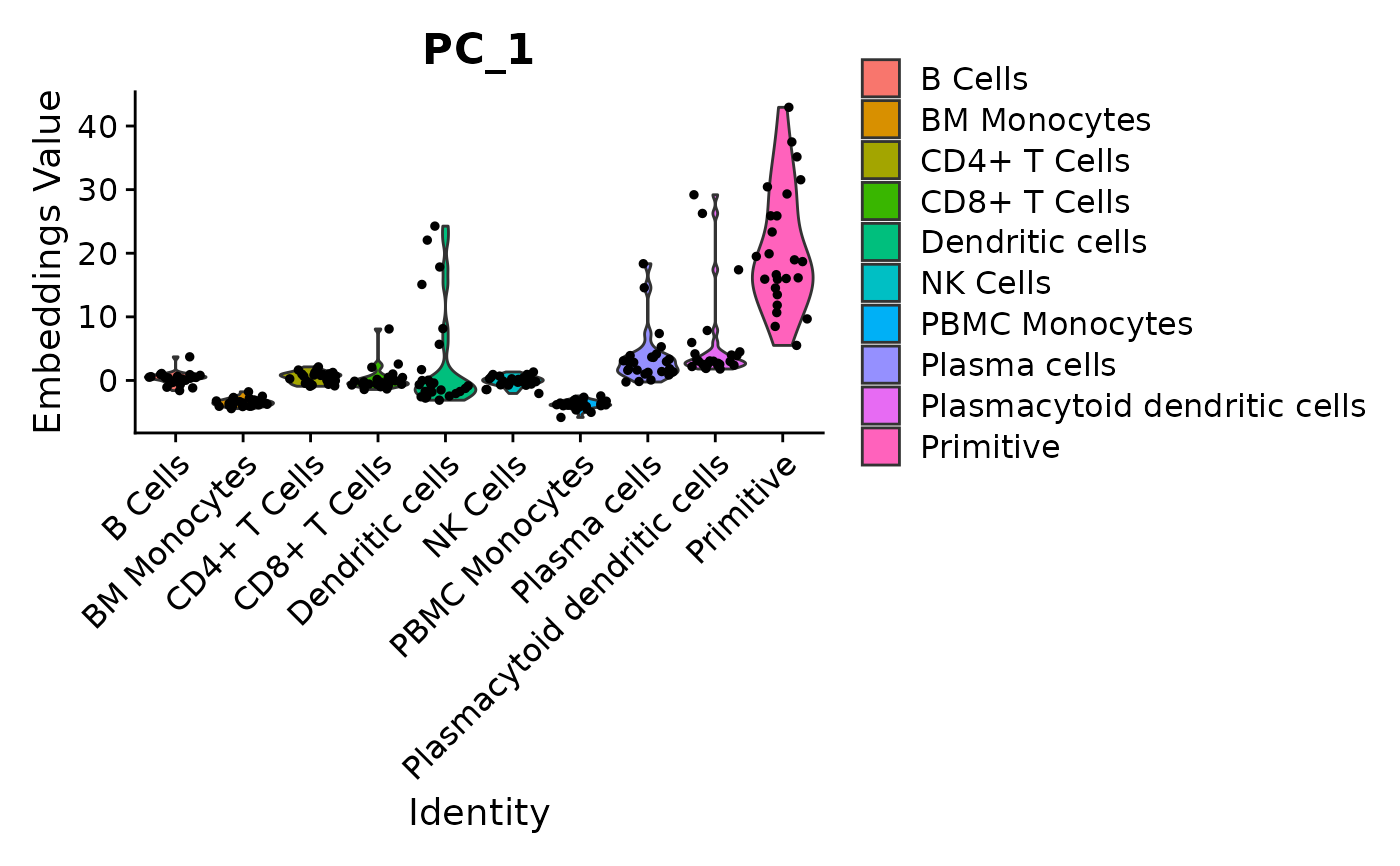 PC_1
Embeddings Value
40
30
20
10
0
B Cells
BM Monocytes
CD4+ T Cells
CD8+ T Cells
Dendritic cells
NK Cells
PBMC Monocytes
Plasma cells
Plasmacytoid dendritic cells
Primitive
Identity
B Cells
BM Monocytes
CD4+ T Cells
CD8+ T Cells
Dendritic cells
NK Cells
PBMC Monocytes
Plasma cells
Plasmacytoid dendritic cells
Primitive